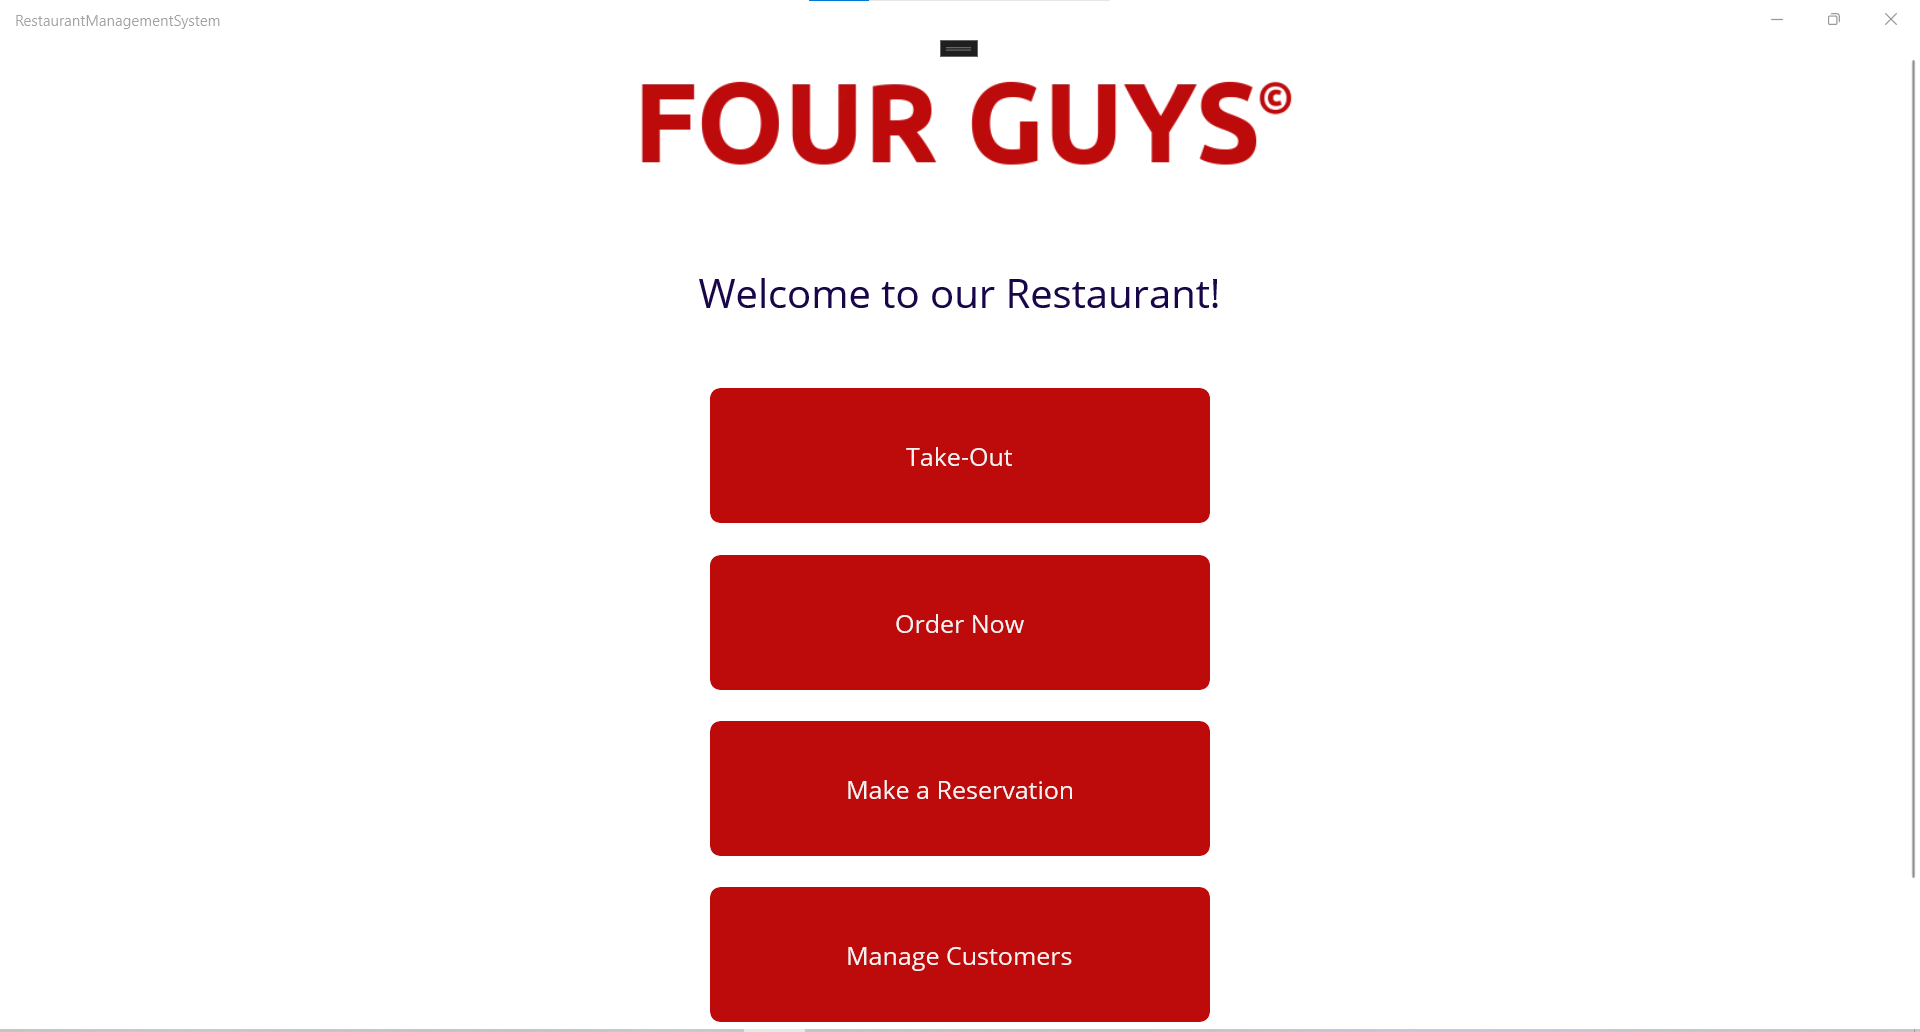 RestaurantManagementSystem
FOUR GUYS©
Welcome to our Restaurant!
Take-Out
Order Now
Make a Reservation
Manage Customers